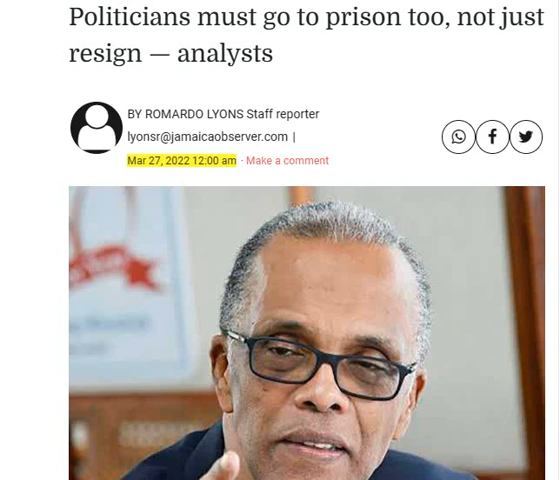 Politicians must go to prison too, not just
resign — analysts
BY ROMARDO LYONS Staff reporter
lyonsr@jamaicaobserver.com |
Mar 27, 2022 12:00 am · Make a comment